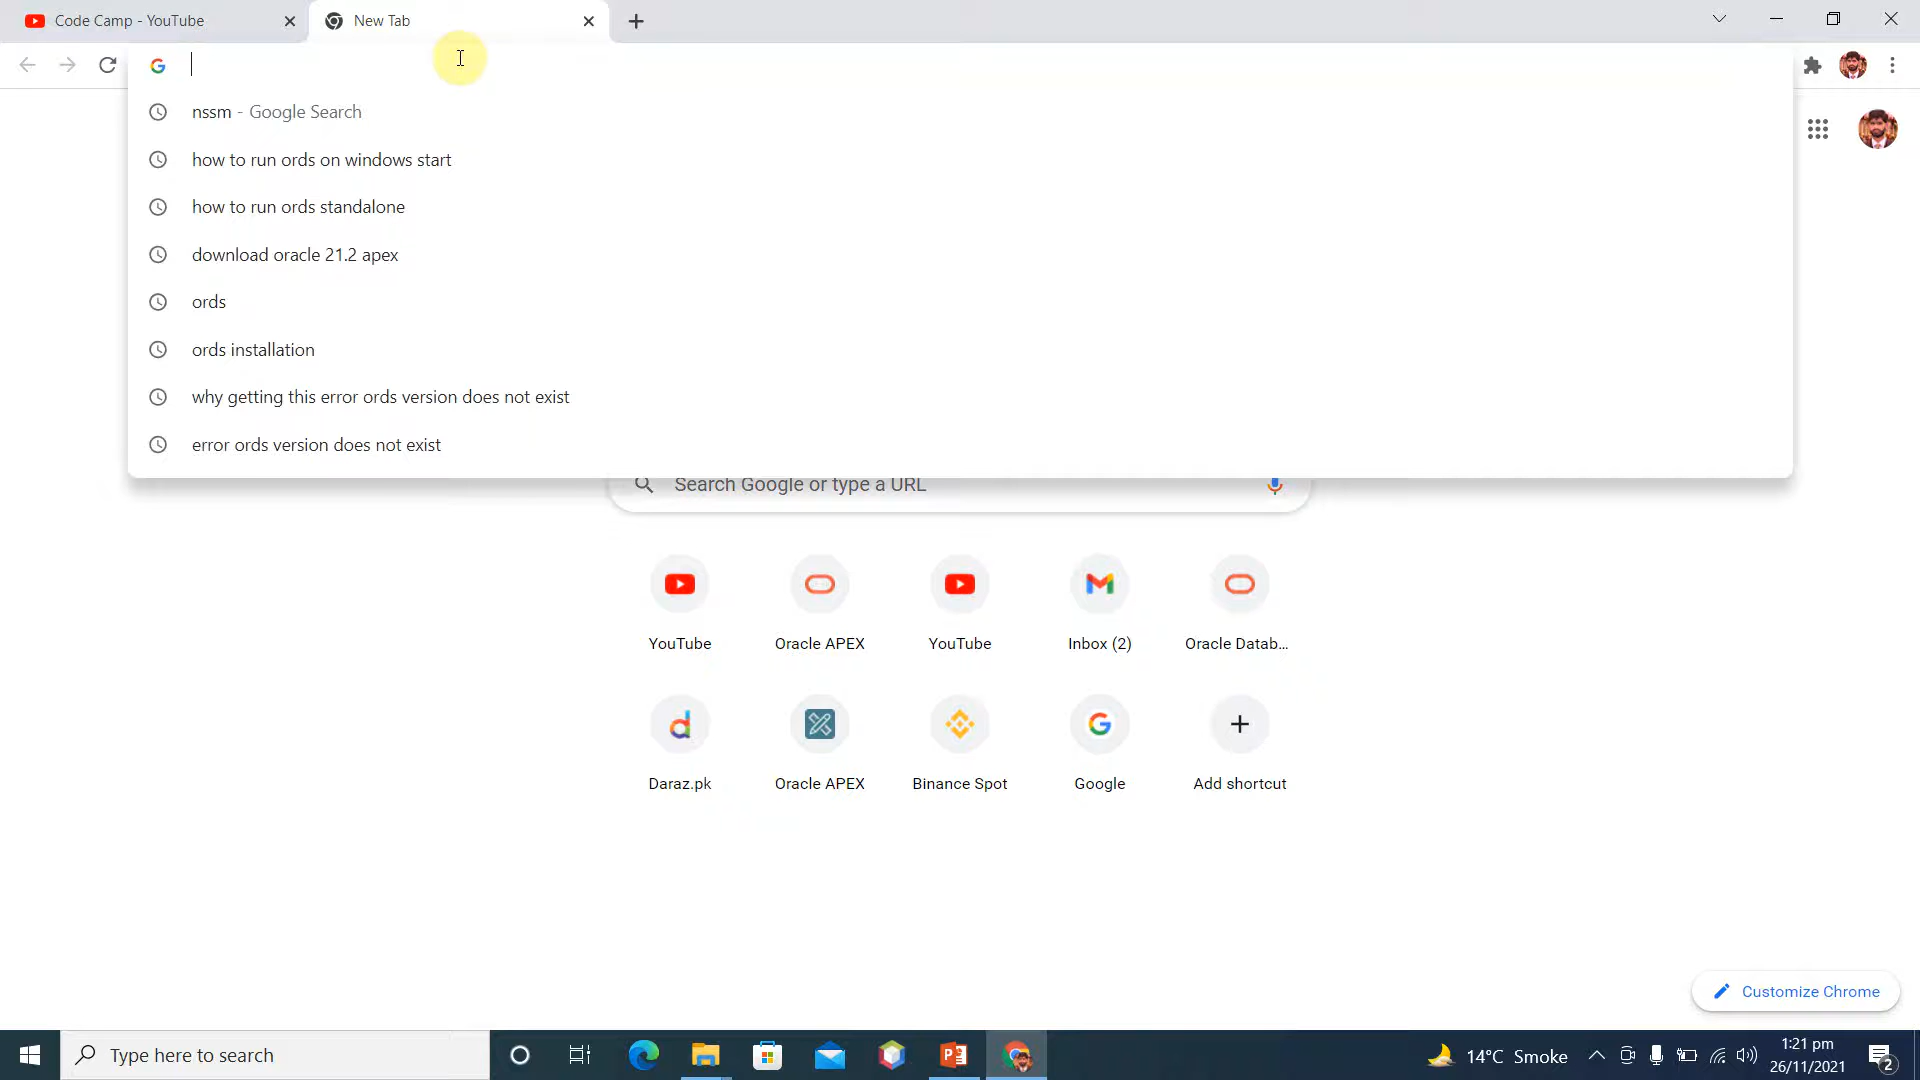 Code Camp - YouTube
New Tab
nssm - Google Search
how to run ords on windows start
how to run ords standalone
download oracle 21.2 apex
ords
ords installation
why getting this error ords version does not exist
error ords version does not exist
Search Google or type a URL
YouTube
Oracle APEX
YouTube
Inbox (2)
Oracle Datab...
Daraz.pk
Oracle APEX
Binance Spot
Google
Add shortcut
Customize Chrome
Type here to search
14°C Smoke
1:21 pm
26/11/2021
2